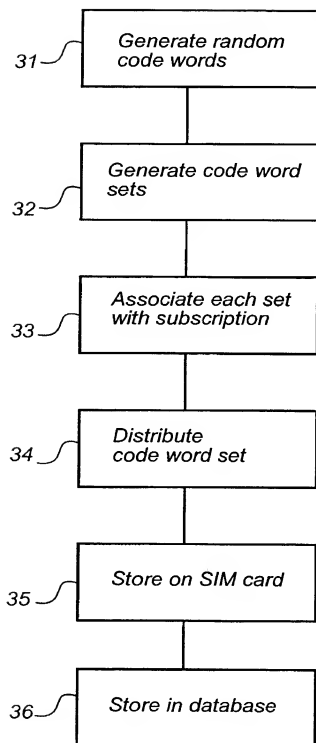 31
Generate random
code words
32
Generate code word
sets
33
Associate each set
with subscription
34
Distribute
code word set
35
Store on SIM card
36
Store in database